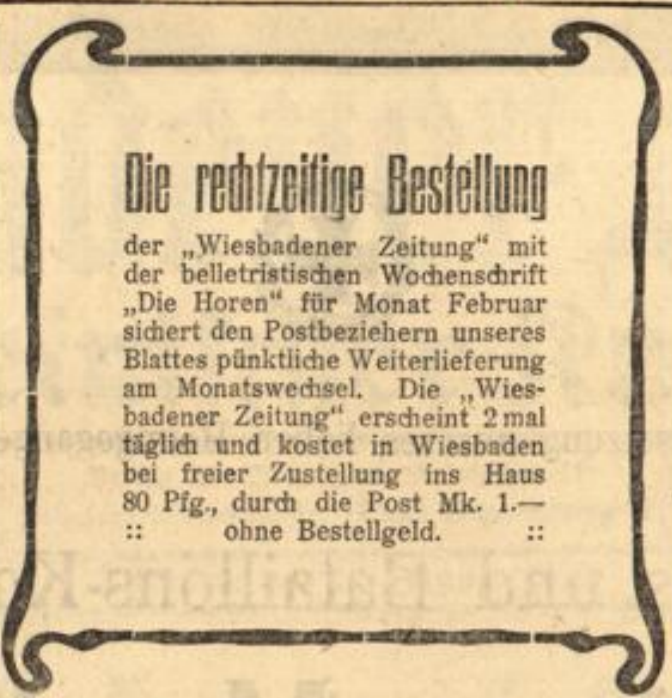 Die rechtzeitige Bestellung
der „Wiesbadener Zeitung“ mit
der belletristischen Wochenschrift
„Die Horen“ für Monat Februar
sichert den Postbeziehern unseres
Blattes pünktliche Weiterlieferung
am Monatswechsel. Die „Wies-
badener Zeitung“ erscheint 2 mal
täglich und kostet in Wiesbaden
bei freier Zustellung ins Haus
80 Pfg., durch die Post Mk. 1.—
:: ohne Bestellgeld. ::
und Bataillons-K